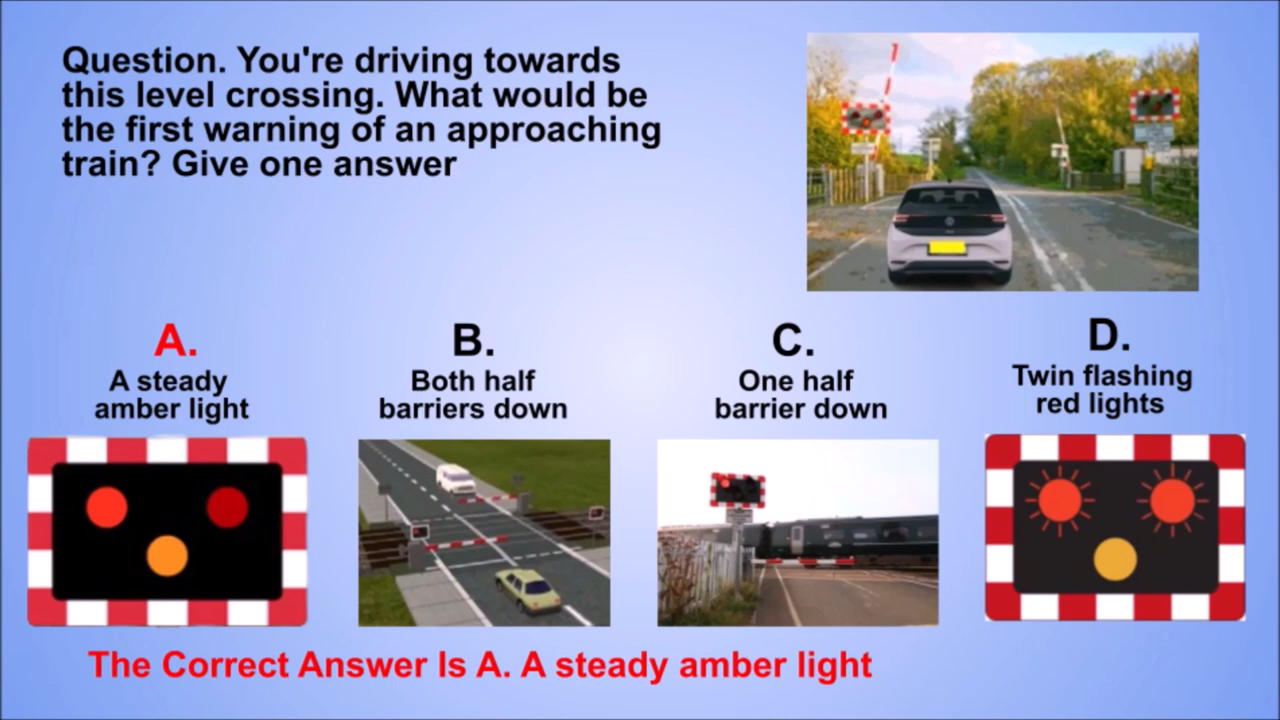 Question. You're driving towards
this level crossing. What would be
the first warning of an approaching
train? Give one answer
A.
A steady
amber light
B.
Both half
barriers down
C.
One half
barrier down
D.
Twin flashing
red lights
The Correct Answer Is A. A steady amber light